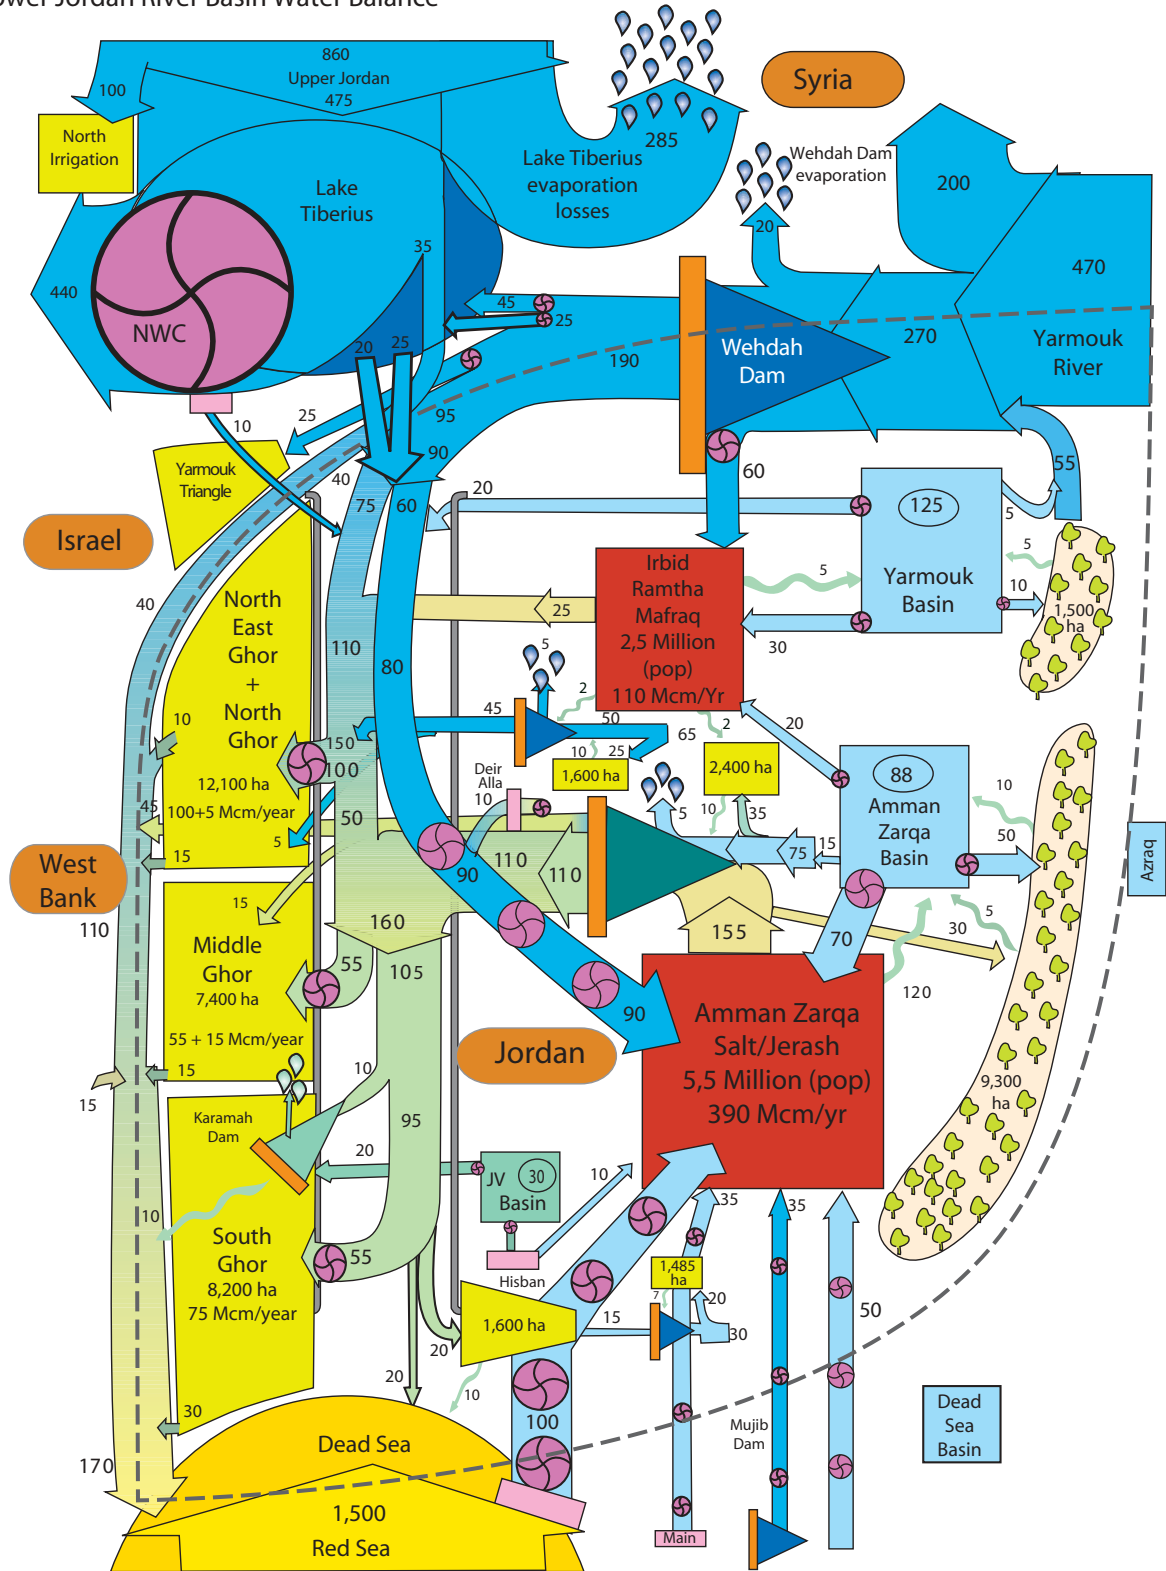 ower Jordan River Basin Water Balance
860
Upper Jordan
475
100
North
Irrigation
Lake
Tiberius
Lake Tiberius
evaporation
losses
285
Syria
Wehdah Dam
evaporation
20
200
470
Yarmouk
River
270
Wehdah
Dam
190
440
NWC
35
45
25
20
25
95
90
25
10
Yarmouk
Triangle
40
75
60
20
60
125
Yarmouk
Basin
55
5
5
10
1,500
ha
Israel
40
North
East
Ghor
+
North
Ghor
12,100 ha
100+5 Mcm/year
110
80
25
Irbid
Ramtha
Mafraq
2,5 Million
(pop)
110 Mcm/Yr
5
30
20
5
45
50
2
2
65
10
25
1,600 ha
2,400 ha
10
35
5
88
Amman
Zarqa
Basin
10
50
15
75
Azraq
10
150
100
50
5
45
15
Deir
Alla
10
90
110
110
West
Bank
110
15
160
105
Middle
Ghor
7,400 ha
55 + 15 Mcm/year
55
15
15
155
70
30
5
120
90
Jordan
Amman Zarqa
Salt/Jerash
5,5 Million (pop)
390 Mcm/yr
9,300
ha
Karamah
Dam
10
95
20
JV
30
Basin
10
Hisban
10
South
Ghor
8,200 ha
75 Mcm/year
55
35
35
50
1,485
ha
7
20
30
15
1,600 ha
20
20
10
100
30
170
Dead Sea
1,500
Red Sea
Main
Mujib
Dam
Dead
Sea
Basin